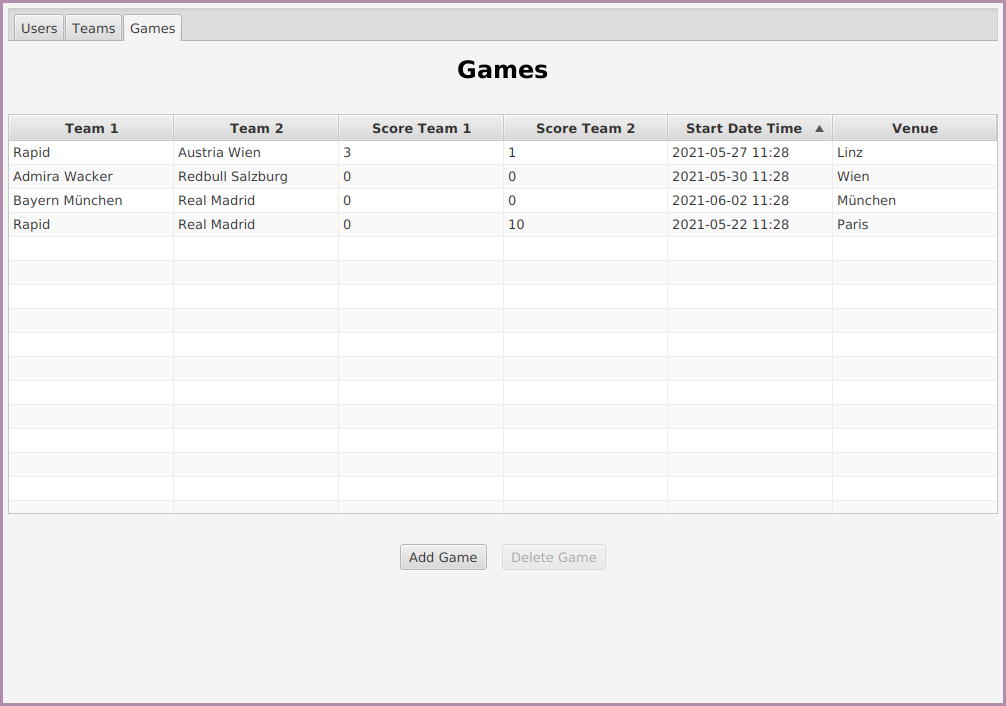 Users Teams Games
Games
Team 1 Team 2 Score Team 1 Score Team 2 Start Date Time Venue
Rapid Austria Wien 3 1 2021-05-27 11:28 Linz
Admira Wacker Redbull Salzburg 0 0 2021-05-30 11:28 Wien
Bayern München Real Madrid 0 0 2021-06-02 11:28 München
Rapid Real Madrid 0 10 2021-05-22 11:28 Paris
Add Game Delete Game